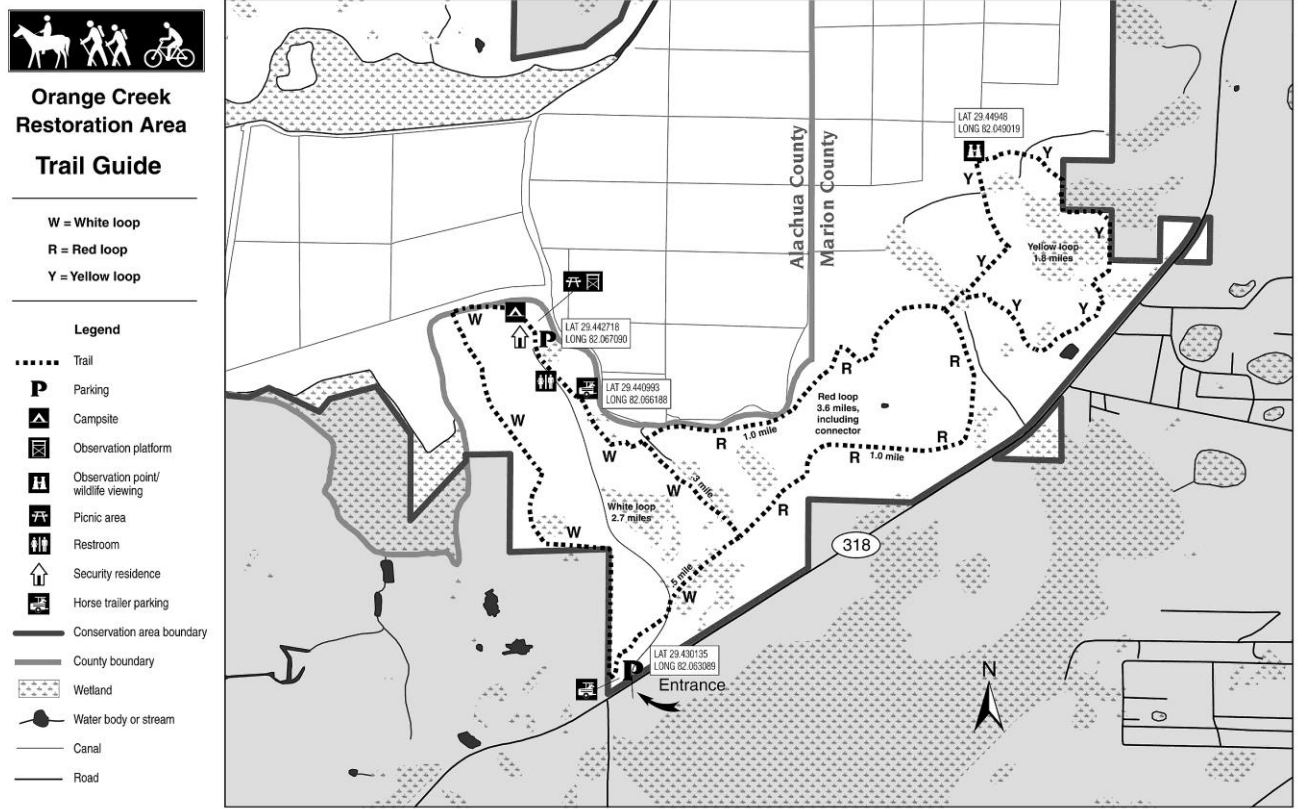 Orange Creek
Restoration Area
Trail Guide
W = White loop
R = Red loop
Y = Yellow loop
Legend
Trail
P Parking
Campsite
Observation platform
Observation point/
wildlife viewing
Picnic area
Restroom
Security residence
Horse trailer parking
Conservation area boundary
County boundary
Wetland
Water body or stream
Canal
Road
Alachua County
Marion County
LAT 29.44948
LONG 82.049019
Y
Y
Y
Y
Y
Y
Yellow loop
1.8 miles
W
P
LAT 29.442718
LONG 82.067090
LAT 29.440993
LONG 82.066188
W
W
W
W
W
White loop
2.7 miles
.3 mile
.5 mile
R
R
R
R
R
R
Red loop
3.6 miles,
including
connector
1.0 mile
1.0 mile
318
P
LAT 29.430135
LONG 82.063089
Entrance
N